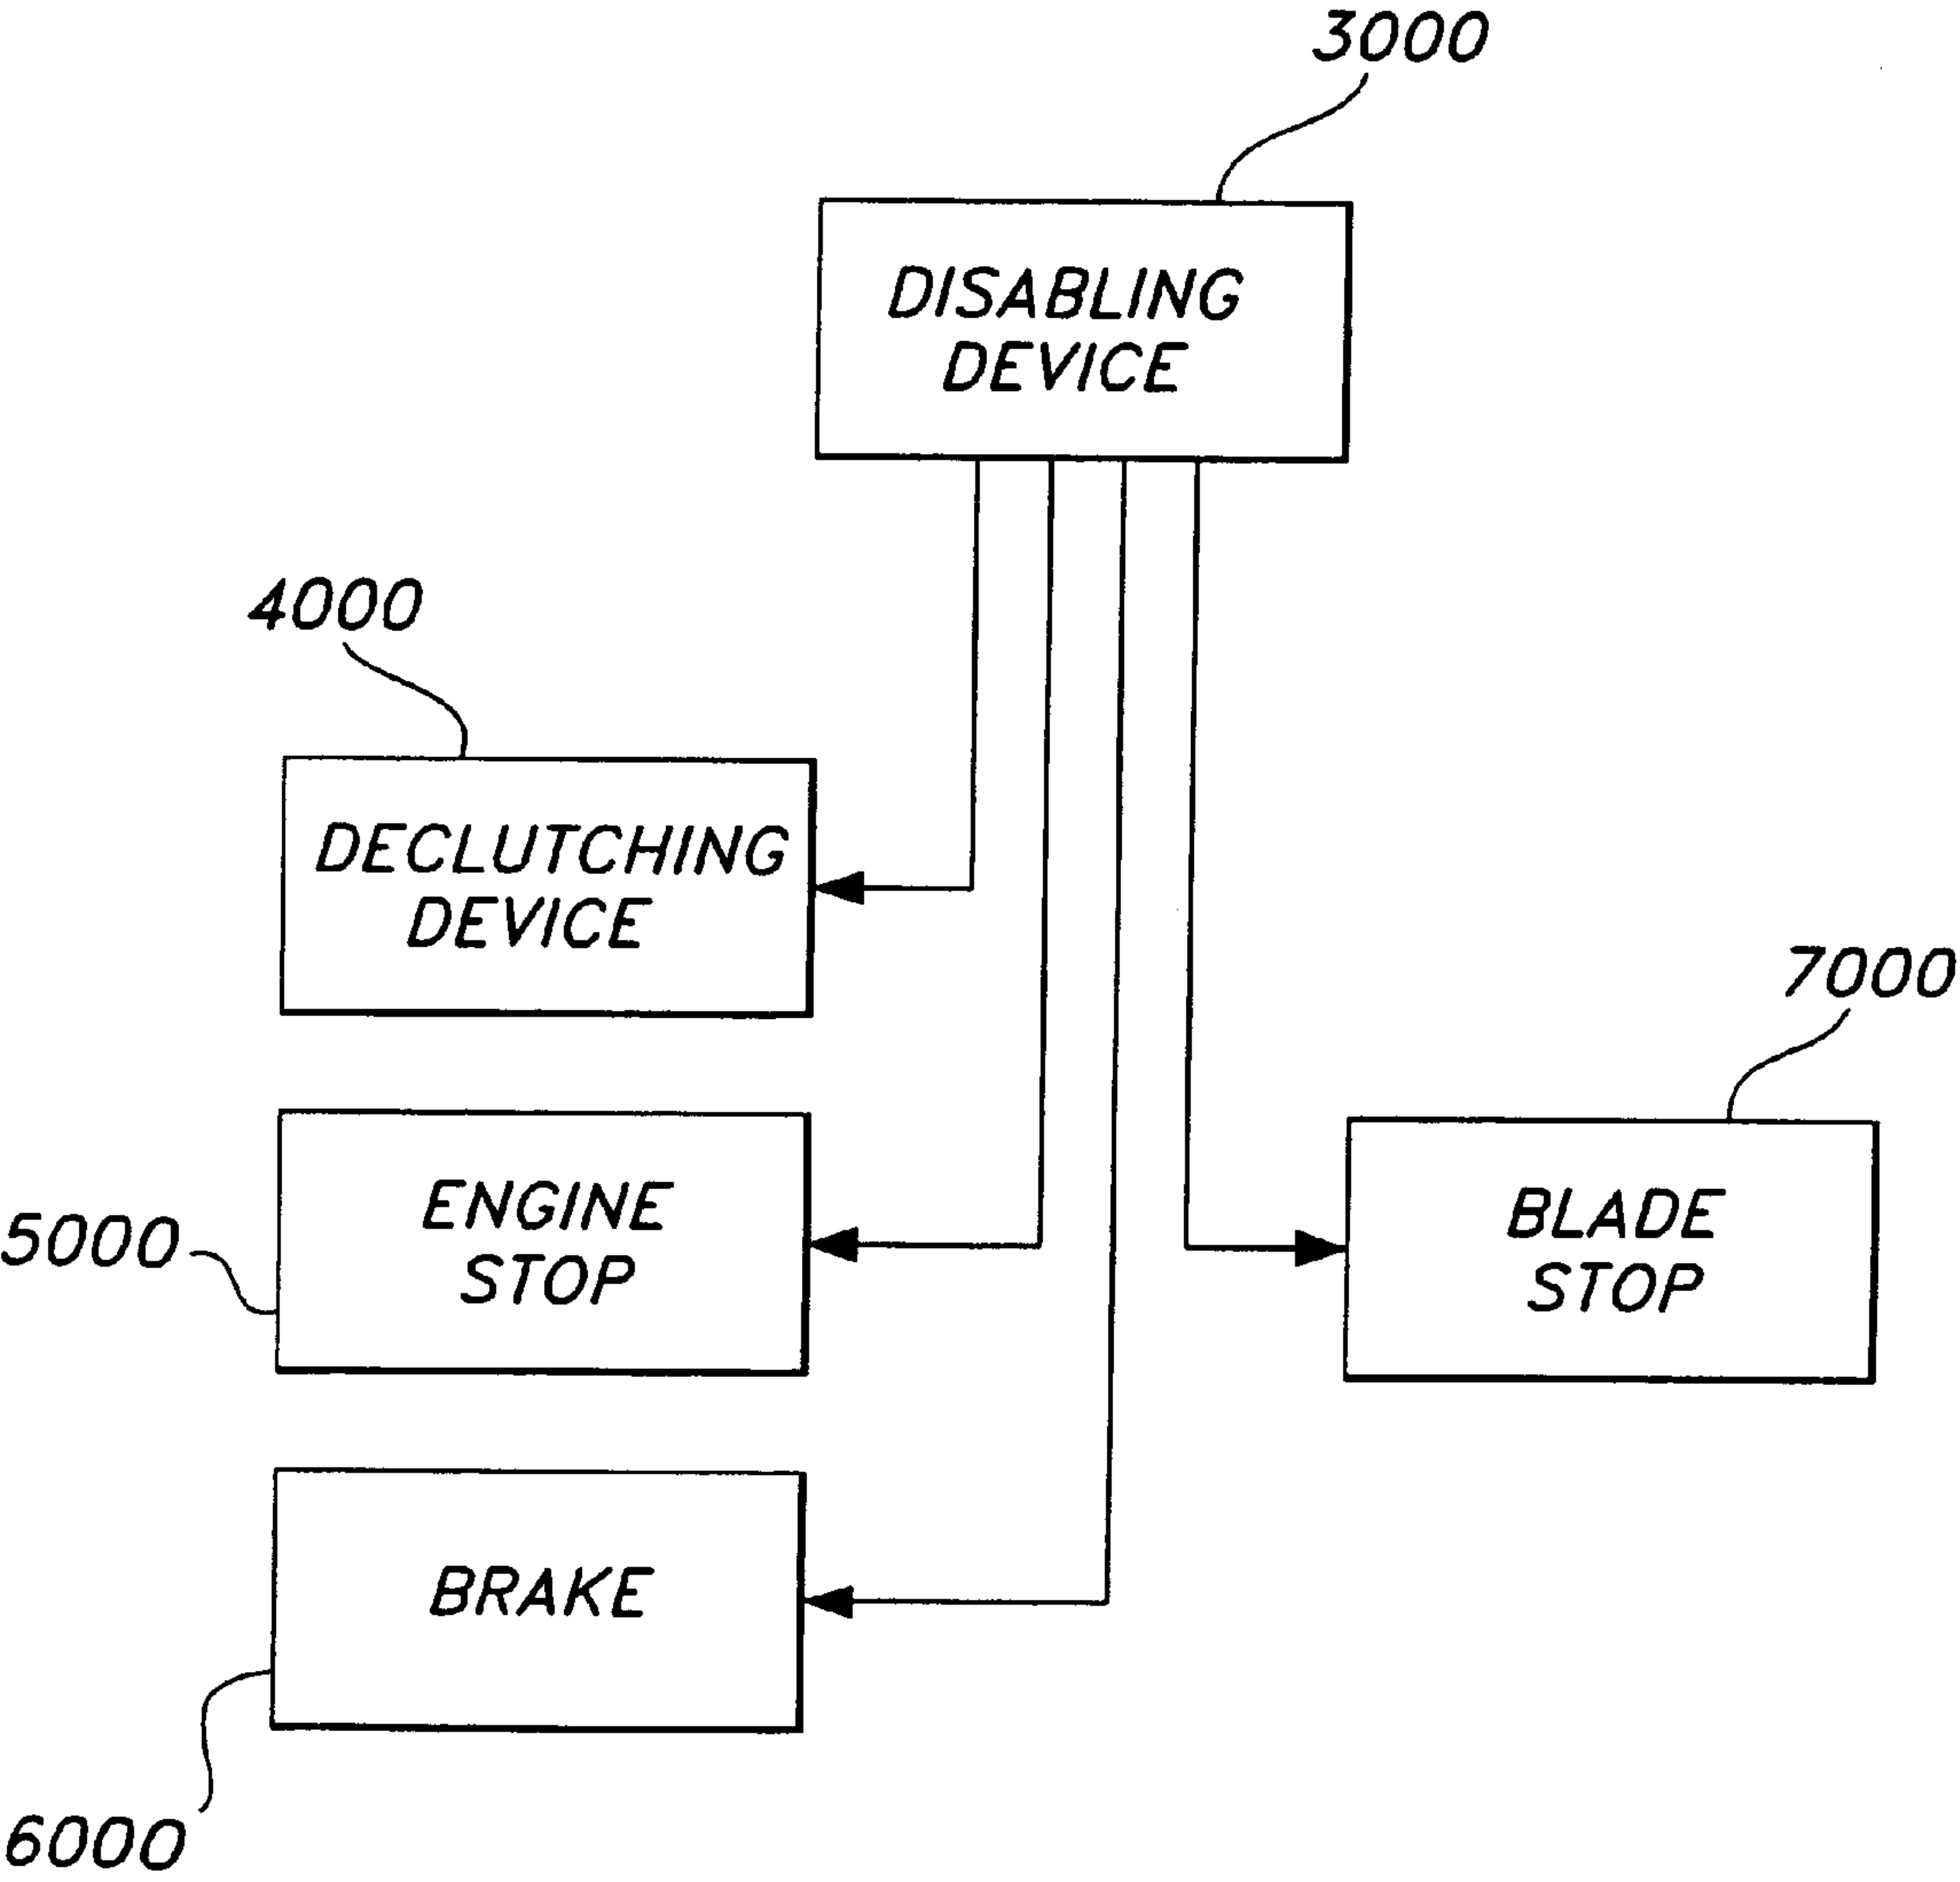 3000
DISABLING
DEVICE
4000
DECLUTCHING
DEVICE
7000
ENGINE
STOP
5000
BLADE
STOP
BRAKE
6000